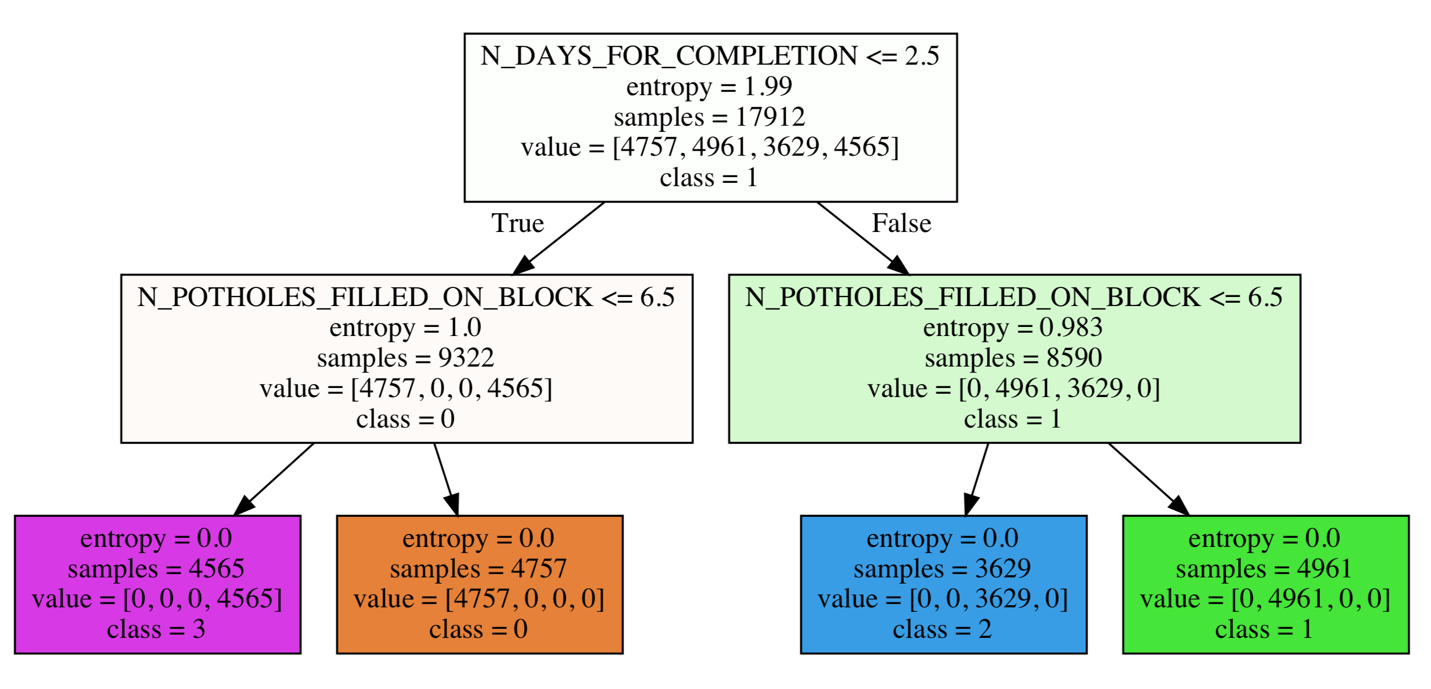 N_DAYS_FOR_COMPLETION <= 2.5
entropy = 1.99
samples = 17912
value = [4757, 4961, 3629, 4565]
class = 1
True
False
N_POTHOLES_FILLED_ON_BLOCK <= 6.5
entropy = 1.0
samples = 9322
value = [4757, 0, 0, 4565]
class = 0
N_POTHOLES_FILLED_ON_BLOCK <= 6.5
entropy = 0.983
samples = 8590
value = [0, 4961, 3629, 0]
class = 1
entropy = 0.0
samples = 4565
value = [0, 0, 0, 4565]
class = 3
entropy = 0.0
samples = 4757
value = [4757, 0, 0, 0]
class = 0
entropy = 0.0
samples = 3629
value = [0, 0, 3629, 0]
class = 2
entropy = 0.0
samples = 4961
value = [0, 4961, 0, 0]
class = 1